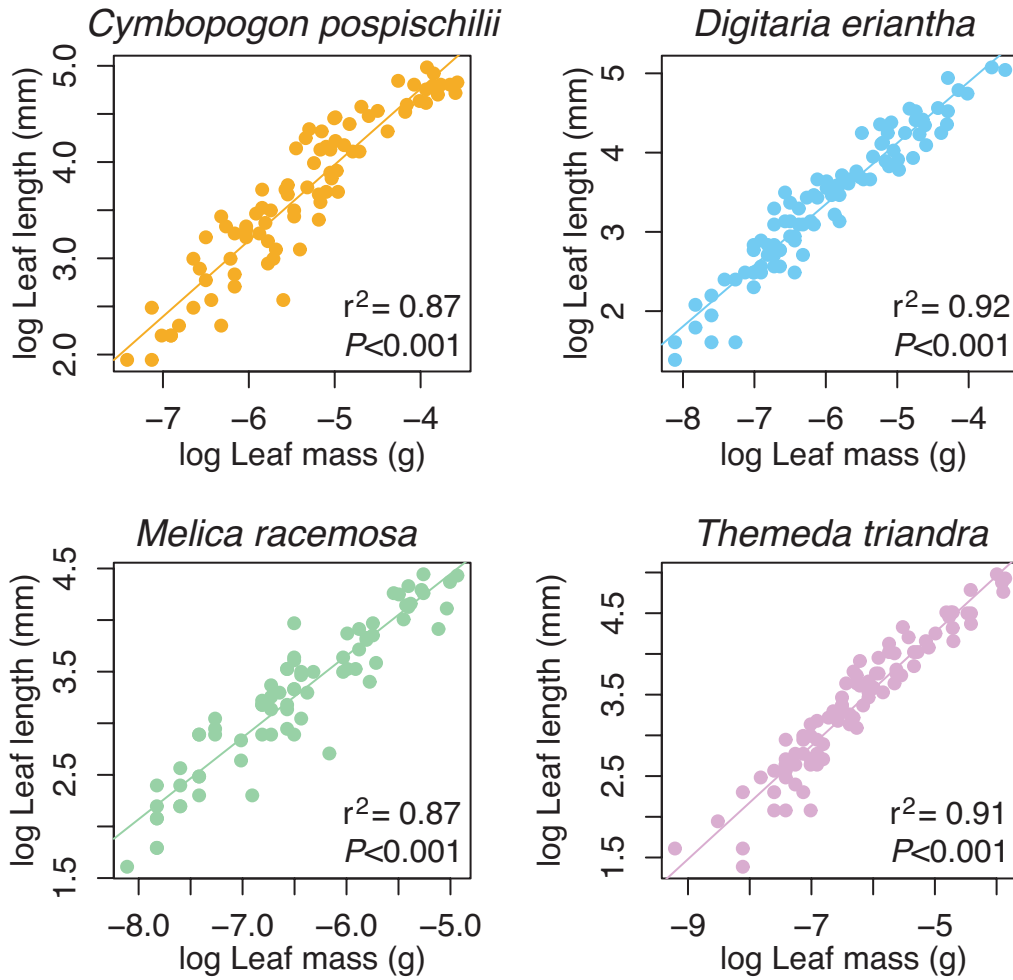 Cymbopogon pospischilii
log Leaf length (mm)
5.0
4.0
3.0
2.0
r² = 0.87
P<0.001
−7 −6 −5 −4
log Leaf mass (g)
Digitaria eriantha
log Leaf length (mm)
5
4
3
2
r² = 0.92
P<0.001
−8 −7 −6 −5 −4
log Leaf mass (g)
Melica racemosa
log Leaf length (mm)
4.5
3.5
2.5
1.5
r² = 0.87
P<0.001
−8.0 −7.0 −6.0 −5.0
log Leaf mass (g)
Themeda triandra
log Leaf length (mm)
4.5
3.5
2.5
1.5
r² = 0.91
P<0.001
−9 −7 −5
log Leaf mass (g)